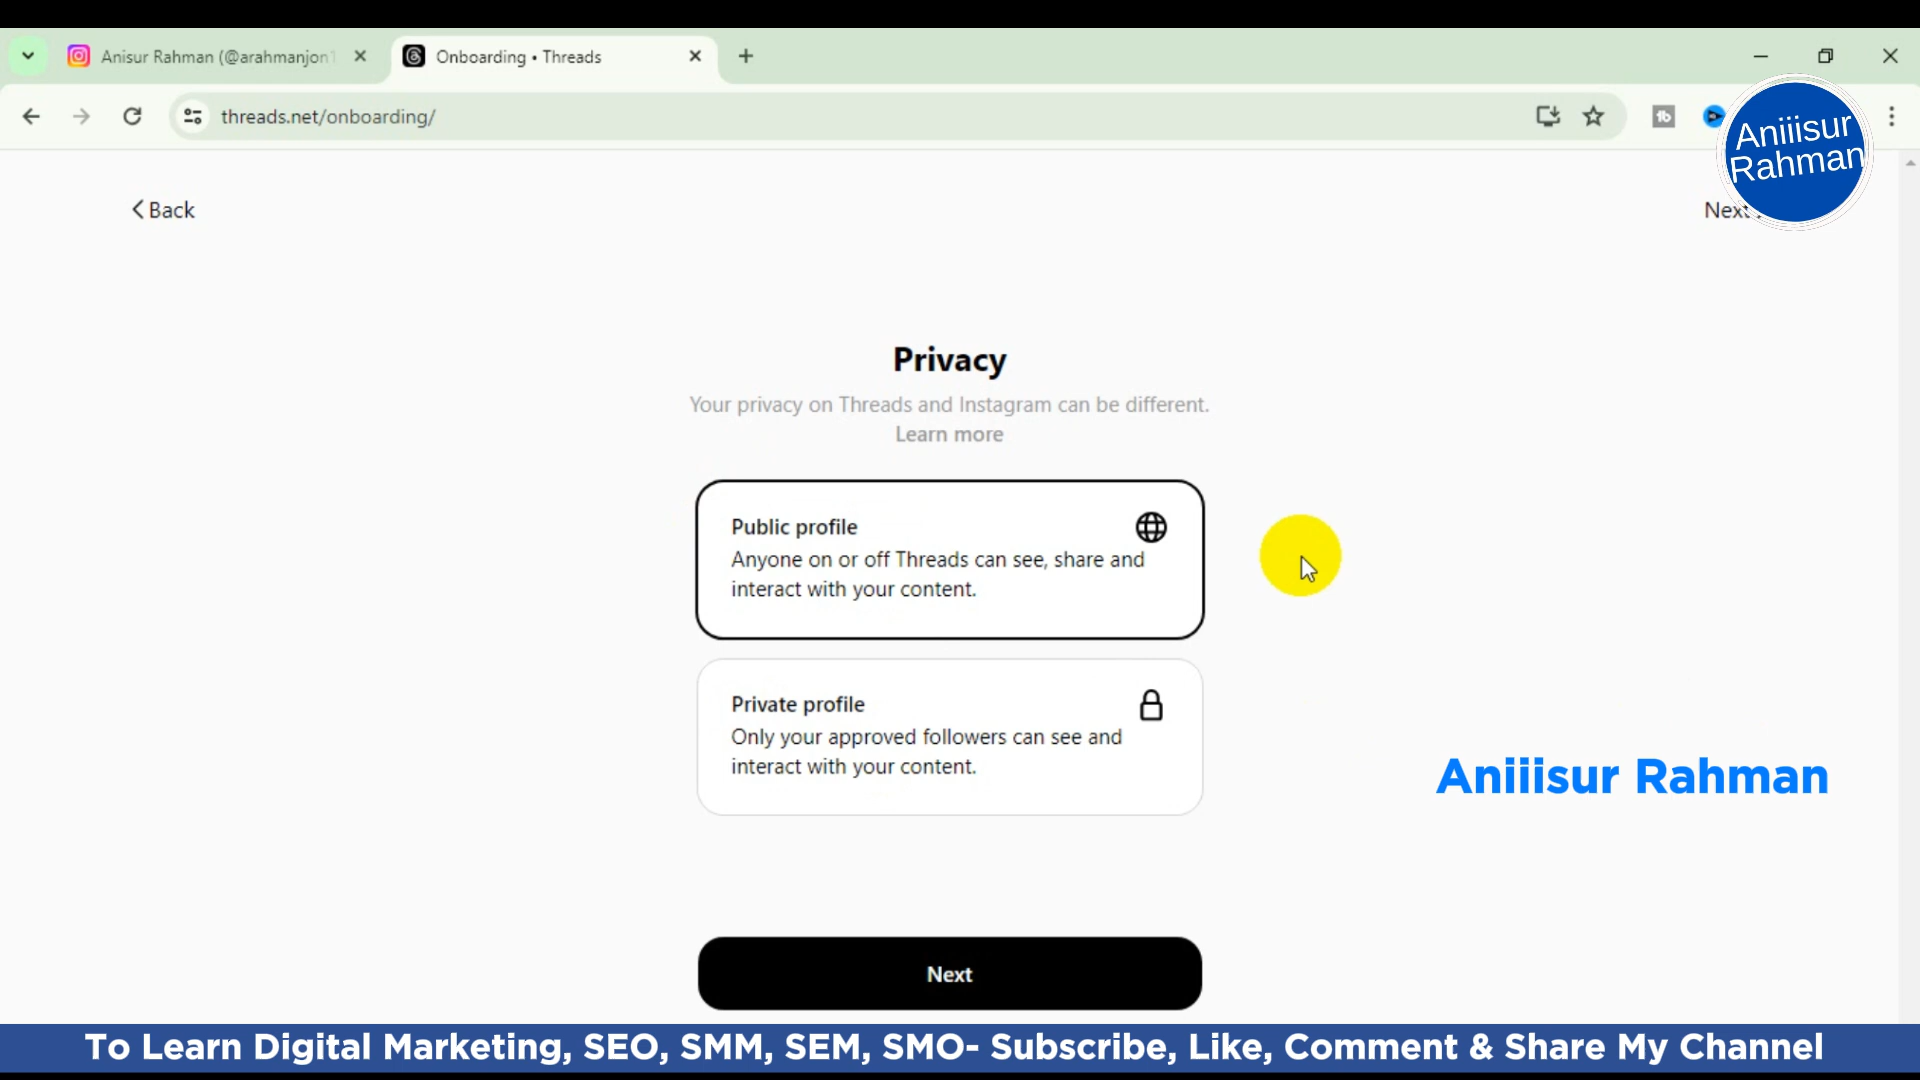 Anisur Rahman (@arahmanjon1
Onboarding • Threads
threads.net/onboarding/
Aniiisur
Rahman
Back
Next
Privacy
Your privacy on Threads and Instagram can be different.
Learn more
Public profile
Anyone on or off Threads can see, share and
interact with your content.
Private profile
Only your approved followers can see and
interact with your content.
Aniiisur Rahman
Next
To Learn Digital Marketing, SEO, SMM, SEM, SMO- Subscribe, Like, Comment & Share My Channel